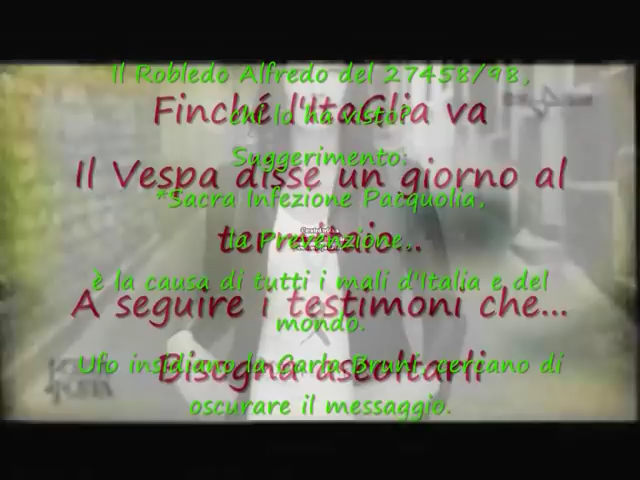 Il Robledo Alfredo del 27458/98,
Finché l'ItaGlia va
chi lo ha visto?
Suggerimento:
Il Vespa disse un giorno al
*Sacra Infezione Pacquolia,
la Prevenzione,
è la causa di tutti i mali d'Italia e del
A seguire i testimoni che...
mondo.
Ufo insidiano la Carla Bruni, cercano di
Bisogna ascoltarli
oscurare il messaggio.